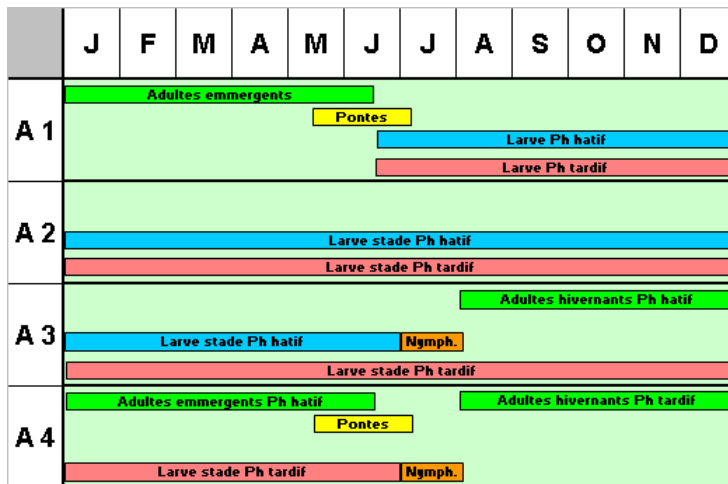 J F M A M J J A S O N D
A 1
Adultes emmergents
Pontes
Larve Ph hatif
Larve Ph tardif
A 2
Larve stade Ph hatif
Larve stade Ph tardif
A 3
Adultes hivernants Ph hatif
Larve stade Ph hatif Nymph.
Larve stade Ph tardif
A 4
Adultes emmergents Ph hatif Adultes hivernants Ph tardif
Pontes
Larve stade Ph tardif Nymph.